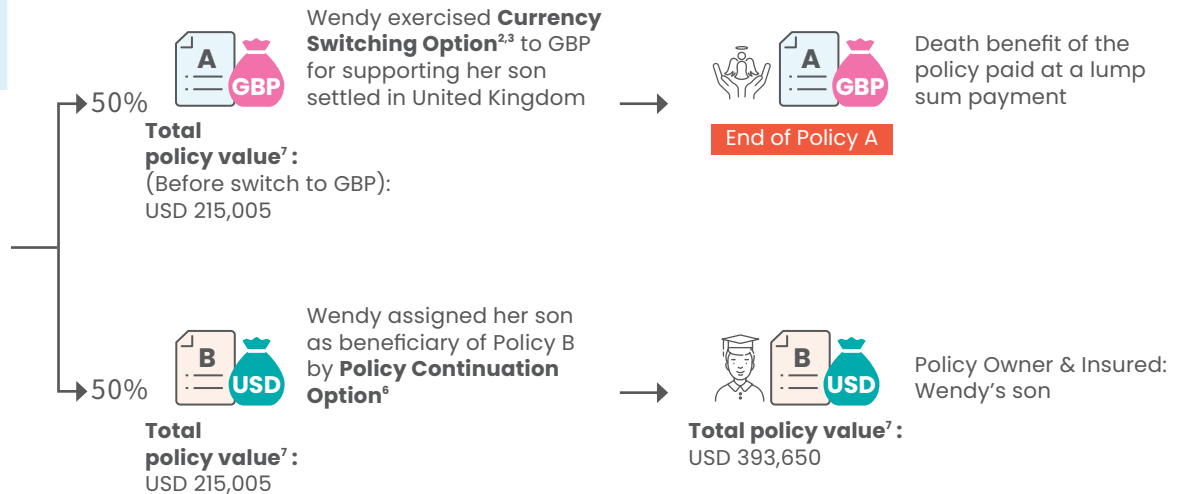 50%
A
GBP
Wendy exercised Currency
Switching Option²,³ to GBP
for supporting her son
settled in United Kingdom
Total
policy value⁷ :
(Before switch to GBP):
USD 215,005
A
GBP
End of Policy A
Death benefit of the
policy paid at a lump
sum payment
50%
B
USD
Wendy assigned her son
as beneficiary of Policy B
by Policy Continuation
Option⁶
Total
policy value⁷ :
USD 215,005
B
USD
Total policy value⁷ :
USD 393,650
Policy Owner & Insured:
Wendy’s son